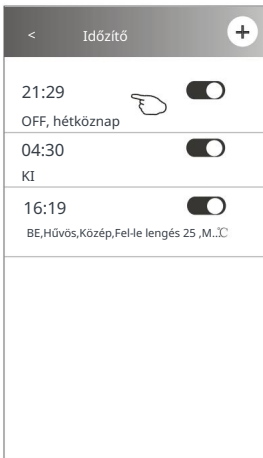 < Időzítő +
21:29
OFF, hétköznap
04:30
KI
16:19
BE,Hűvös,Közép,Fel-le lengés 25 ,M...℃